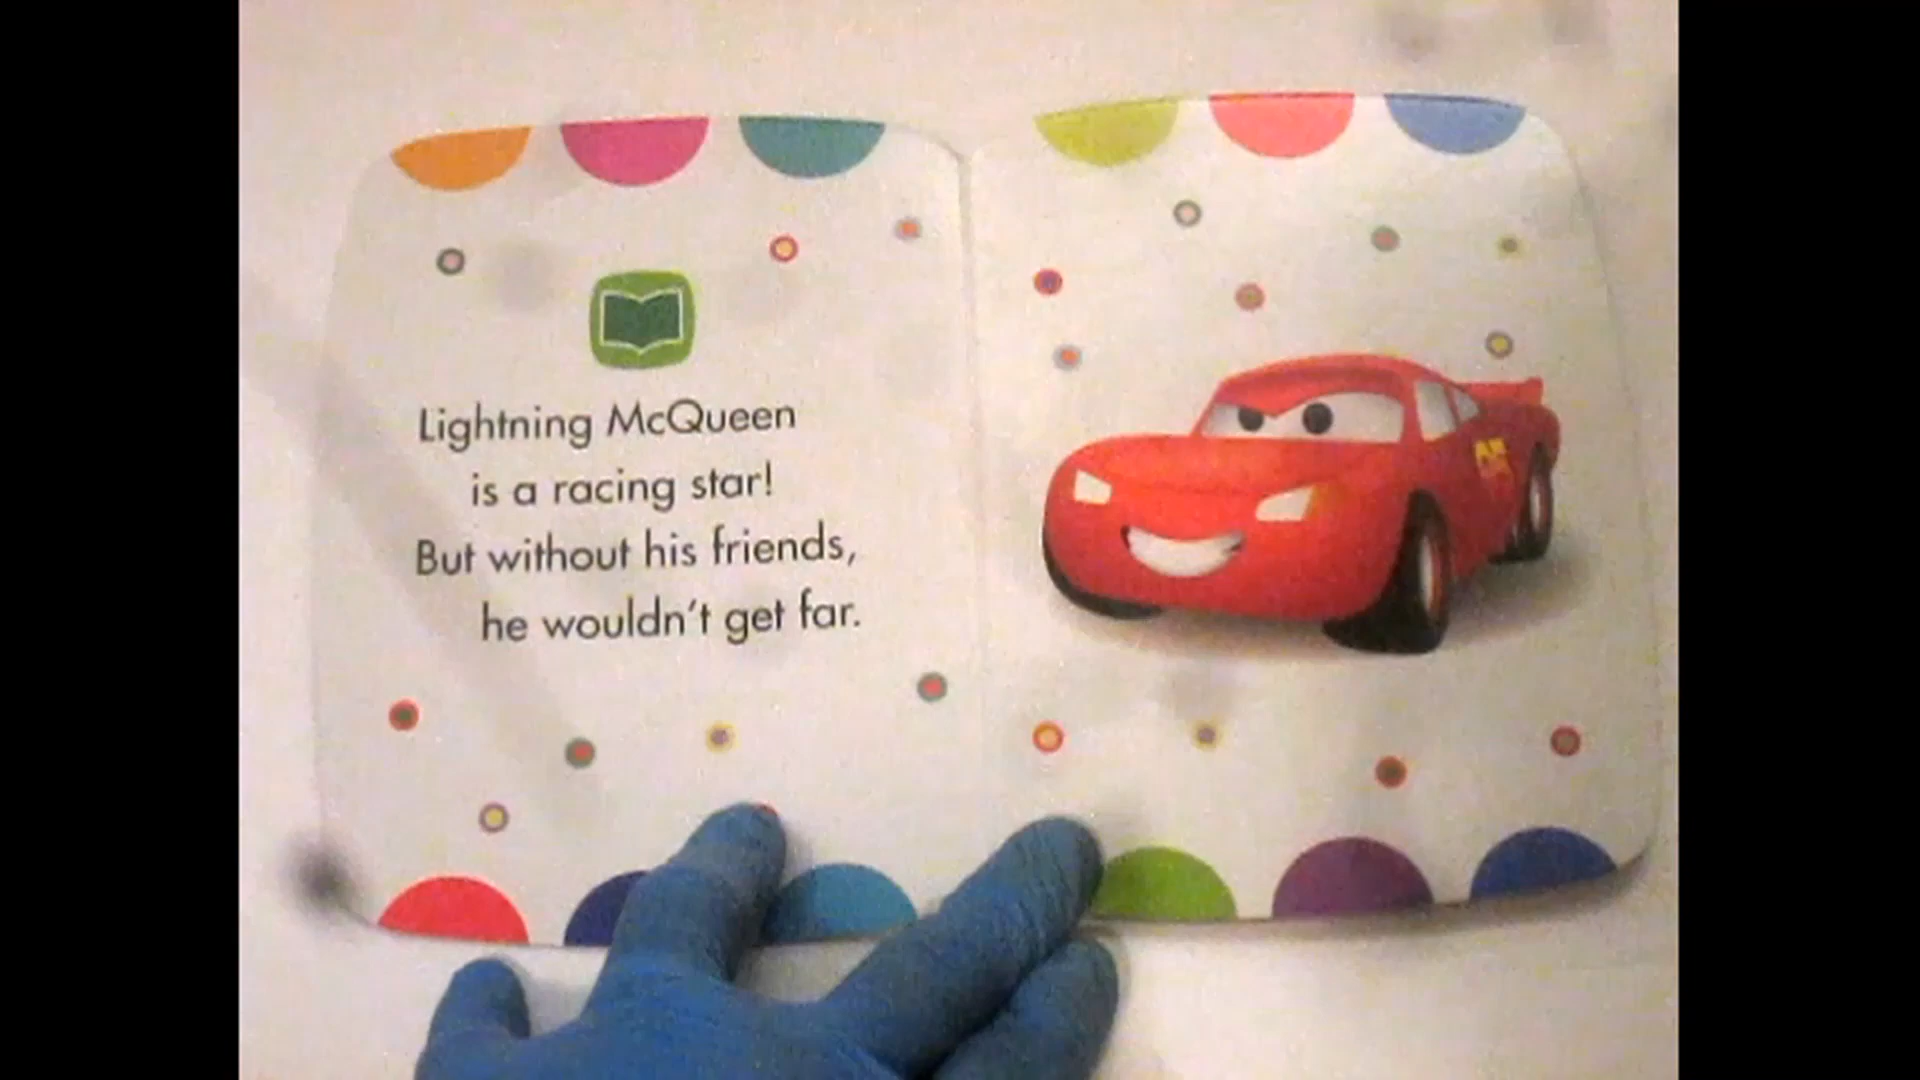 Lightning McQueen
is a racing star!
But without his friends,
he wouldn't get far.